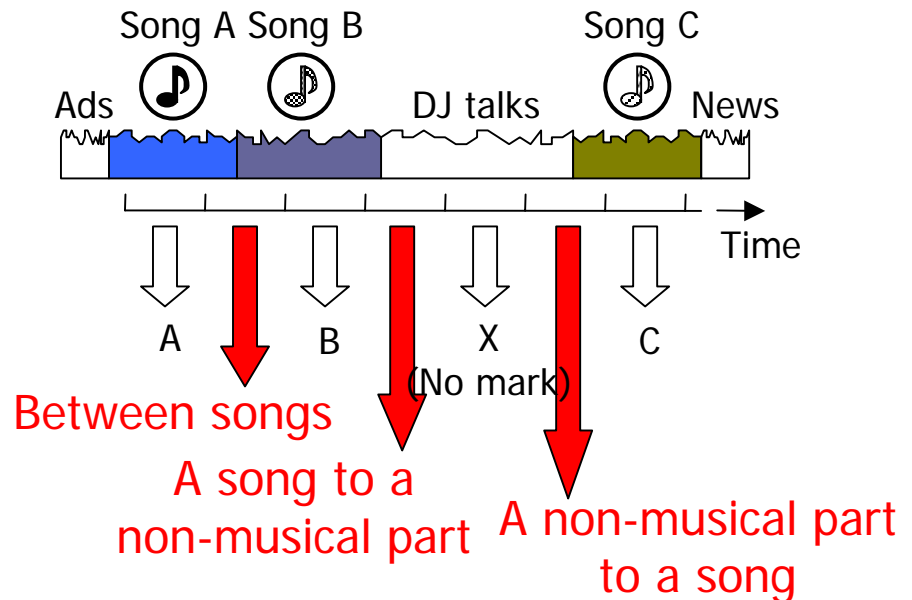 Song A Song B Song C
Ads DJ talks News
Time
A B X C
(No mark)
Between songs
A song to a
non-musical part
A non-musical part
to a song